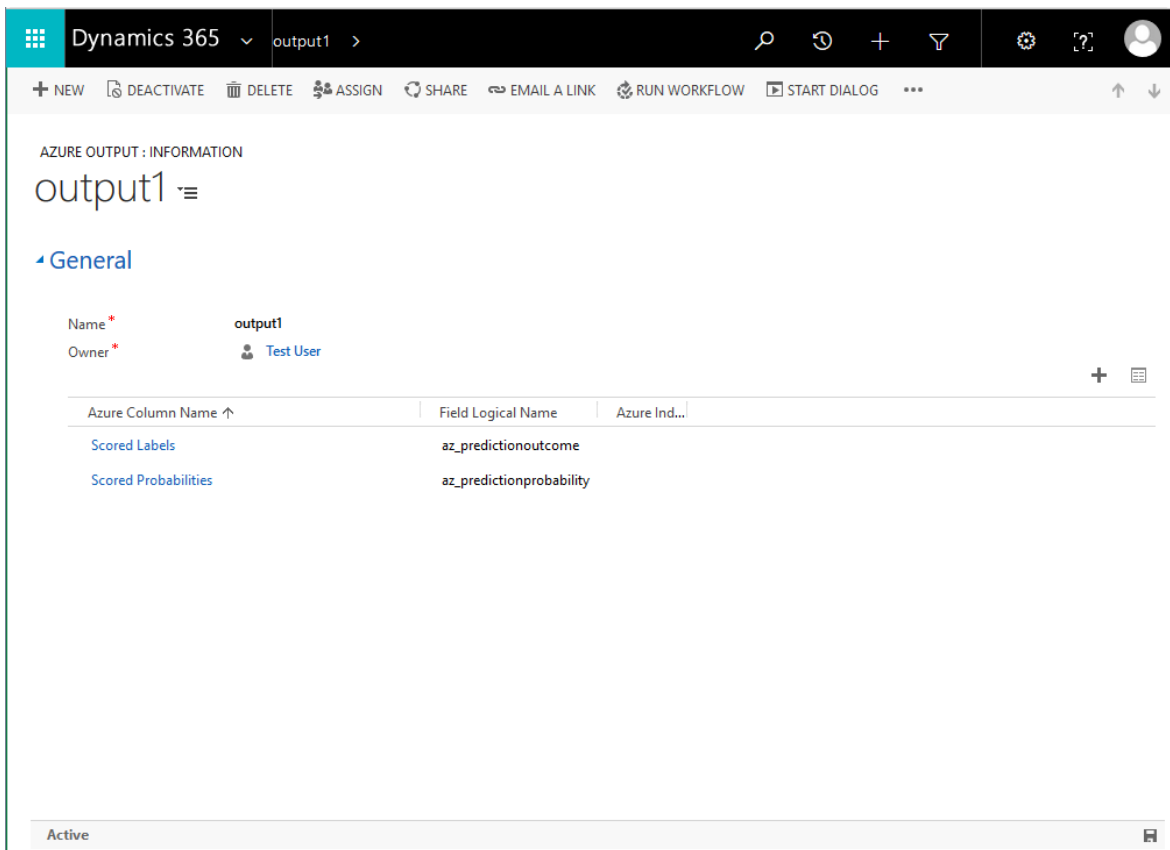 Dynamics 365 output1
NEW DEACTIVATE DELETE ASSIGN SHARE EMAIL A LINK RUN WORKFLOW START DIALOG •••
AZURE OUTPUT : INFORMATION
output1
General
Name* output1
Owner* Test User
Azure Column Name Field Logical Name Azure Ind...
Scored Labels az_predictionoutcome
Scored Probabilities az_predictionprobability
Active